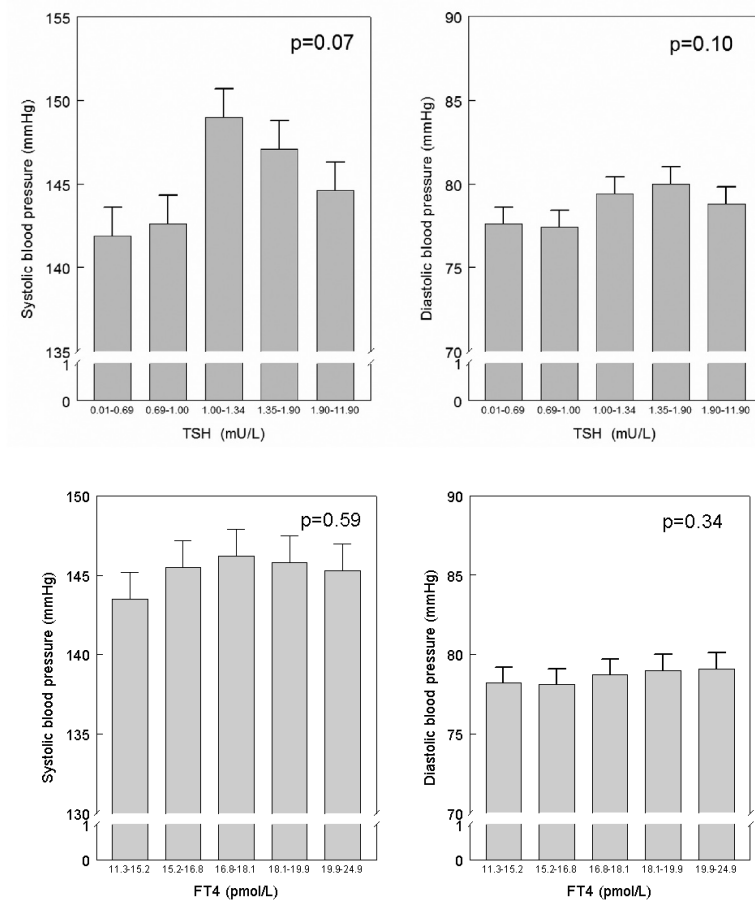 155
150
145
140
135
1
0
Systolic blood pressure (mmHg)
p=0.07
0.01-0.69 0.69-1.00 1.00-1.34 1.35-1.90 1.90-11.90
TSH (mU/L)
90
85
80
75
70
1
0
Diastolic blood pressure (mmHg)
p=0.10
0.01-0.69 0.69-1.00 1.00-1.34 1.35-1.90 1.90-11.90
TSH (mU/L)
150
145
140
135
130
1
0
Systolic blood pressure (mmHg)
p=0.59
11.3-15.2 15.2-16.8 16.8-18.1 18.1-19.9 19.9-24.9
FT4 (pmol/L)
90
85
80
75
70
1
0
Diastolic blood pressure (mmHg)
p=0.34
11.3-15.2 15.2-16.8 16.8-18.1 18.1-19.9 19.9-24.9
FT4 (pmol/L)